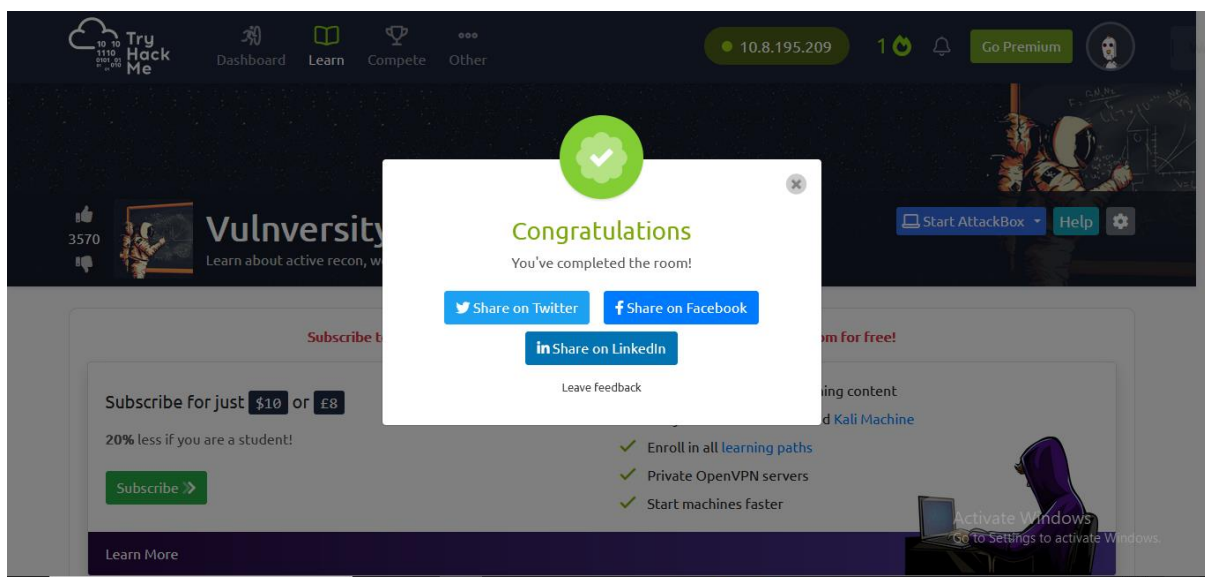 Try
Hack
Me
Dashboard
Learn
Compete
Other
10.8.195.209
1
Go Premium
3570
Vulnversity
Learn about active recon, w
Start AttackBox
Help
Congratulations
You've completed the room!
Share on Twitter
Share on Facebook
Share on LinkedIn
Leave feedback
Subscribe t
om for free!
Subscribe for just $10 or £8
20% less if you are a student!
Subscribe
ing content
d Kali Machine
Enroll in all learning paths
Private OpenVPN servers
Start machines faster
Learn More
Activate Windows
Go to Settings to activate Windows.